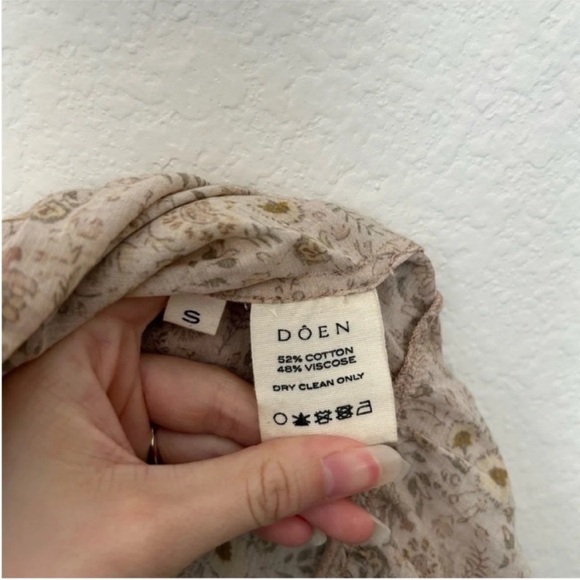 S
DÔEN
52% COTTON
48% VISCOSE
DRY CLEAN ONLY